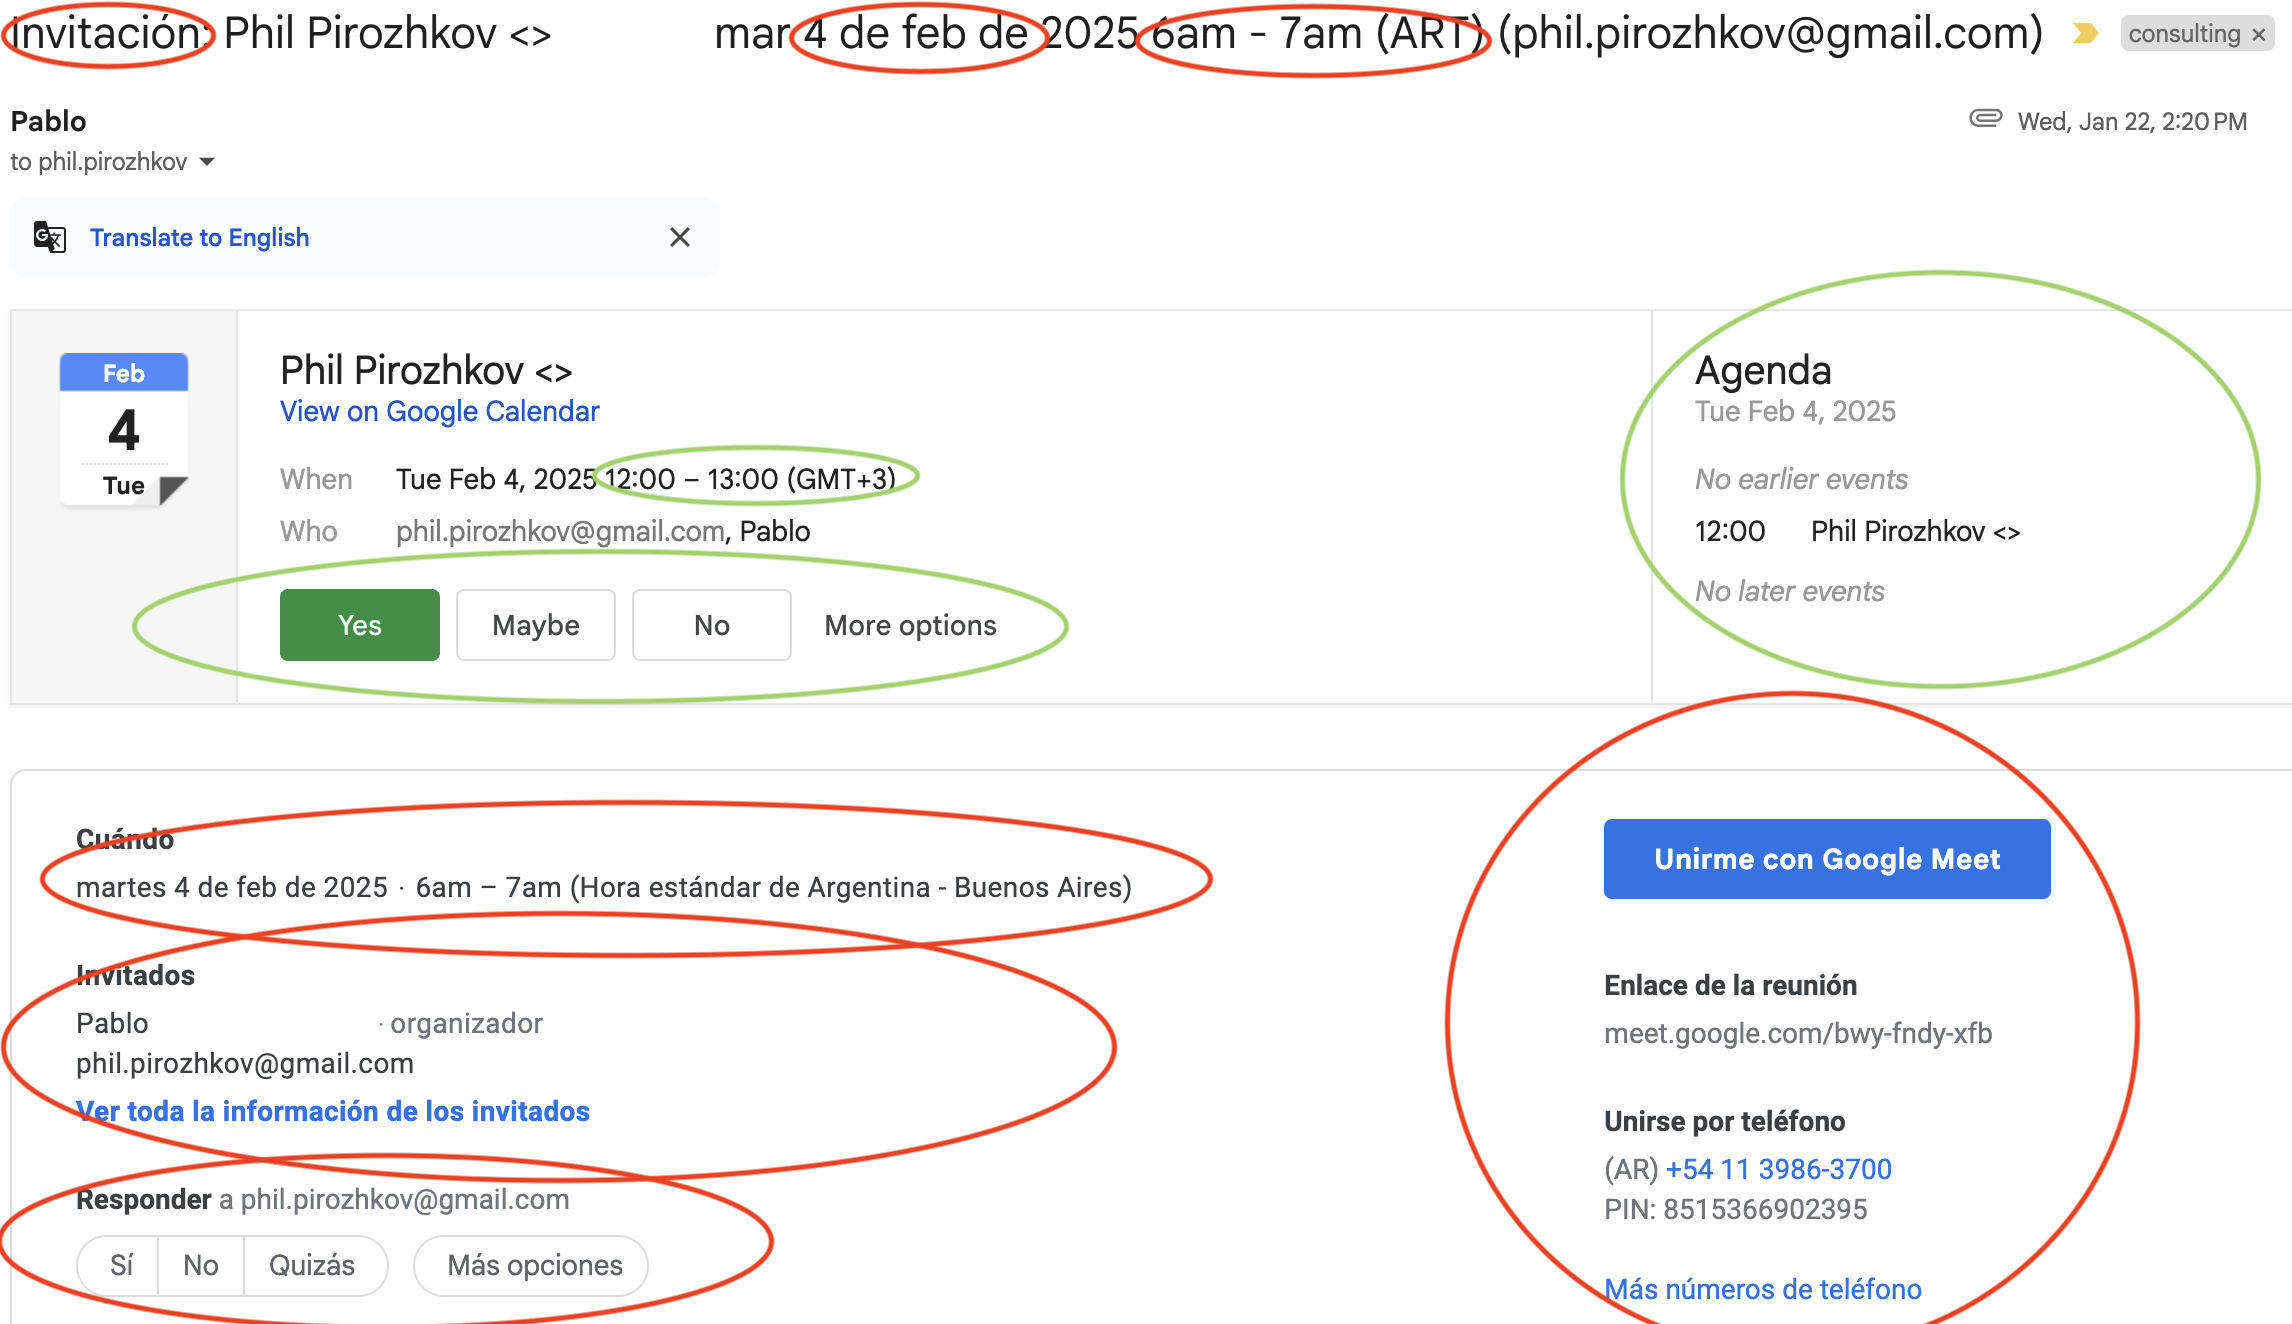 Invitación: Phil Pirozhkov <> mar 4 de feb de 2025 6am - 7am (ART) (phil.pirozhkov@gmail.com) consulting ×
Pablo
Wed, Jan 22, 2:20 PM
to phil.pirozhkov
Translate to English
Feb
4
Tue
Phil Pirozhkov <>
View on Google Calendar
When Tue Feb 4, 2025 12:00 – 13:00 (GMT+3)
Who phil.pirozhkov@gmail.com, Pablo
Yes Maybe No More options
Agenda
Tue Feb 4, 2025
No earlier events
12:00 Phil Pirozhkov <>
No later events
Cuándo
martes 4 de feb de 2025 · 6am – 7am (Hora estándar de Argentina - Buenos Aires)
Invitados
Pablo · organizador
phil.pirozhkov@gmail.com
Ver toda la información de los invitados
Responder a phil.pirozhkov@gmail.com
Sí No Quizás Más opciones
Unirme con Google Meet
Enlace de la reunión
meet.google.com/bwy-fndy-xfb
Unirse por teléfono
(AR) +54 11 3986-3700
PIN: 8515366902395
Más números de teléfono